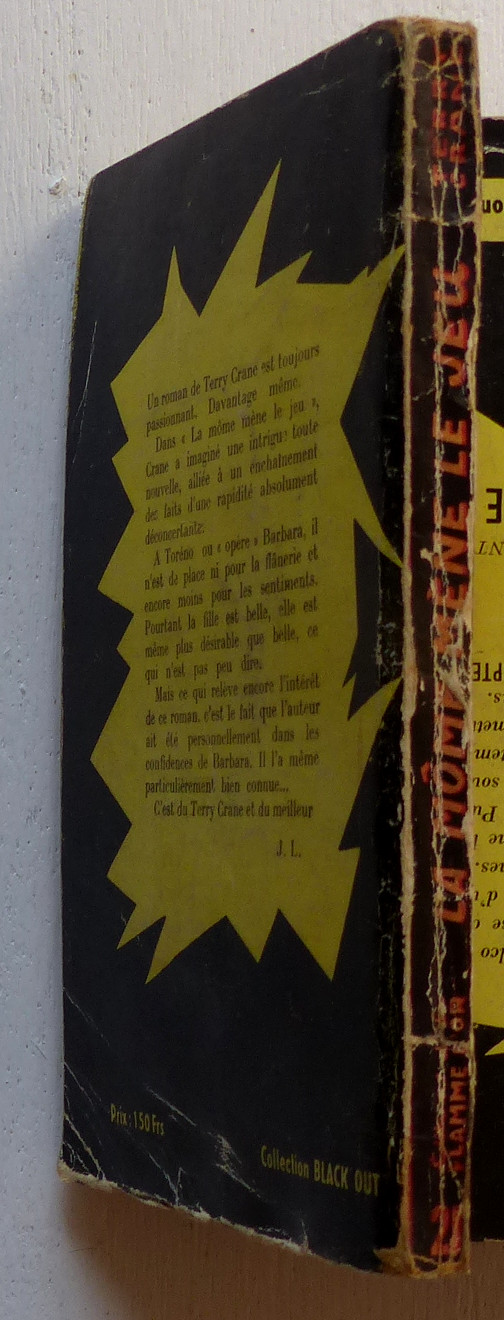 Un roman de Terry Crane est toujours
passionnant. Davantage même.
Dans « La môme mène le jeu »,
Crane a imaginé une intrigue toute
nouvelle, alliée à un enchaînement
des faits d'une rapidité absolument
déconcertante:
A Toréno ou « opère » Barbara, il
n'est de place ni pour la flânerie et
encore moins pour les sentiments.
Pourtant la fille est belle, elle est
même plus désirable que belle, ce
qui n'est pas peu dire.
Mais ce qui relève encore l'intérêt
de ce roman, c'est le fait que l'auteur
ait été personnellement dans les
confidences de Barbara. Il l'a même
particulièrement bien connue...
C'est du Terry Crane et du meilleur
J. L.
Prix : 150 Frs
Collection BLACK OUT
TERRY
CRANE
LA MÔME MÈNE LE JEU
FLAMME D'OR